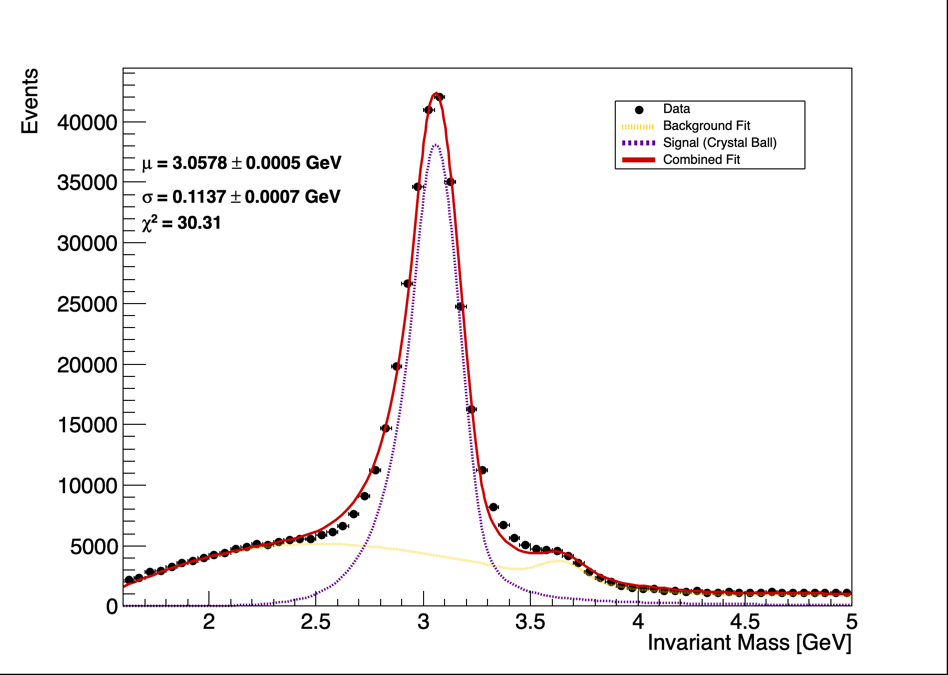 Events
40000
35000
30000
25000
20000
15000
10000
5000
0
μ = 3.0578 ± 0.0005 GeV
σ = 0.1137 ± 0.0007 GeV
χ² = 30.31
Data
Background Fit
Signal (Crystal Ball)
Combined Fit
2 2.5 3 3.5 4 4.5 5
Invariant Mass [GeV]